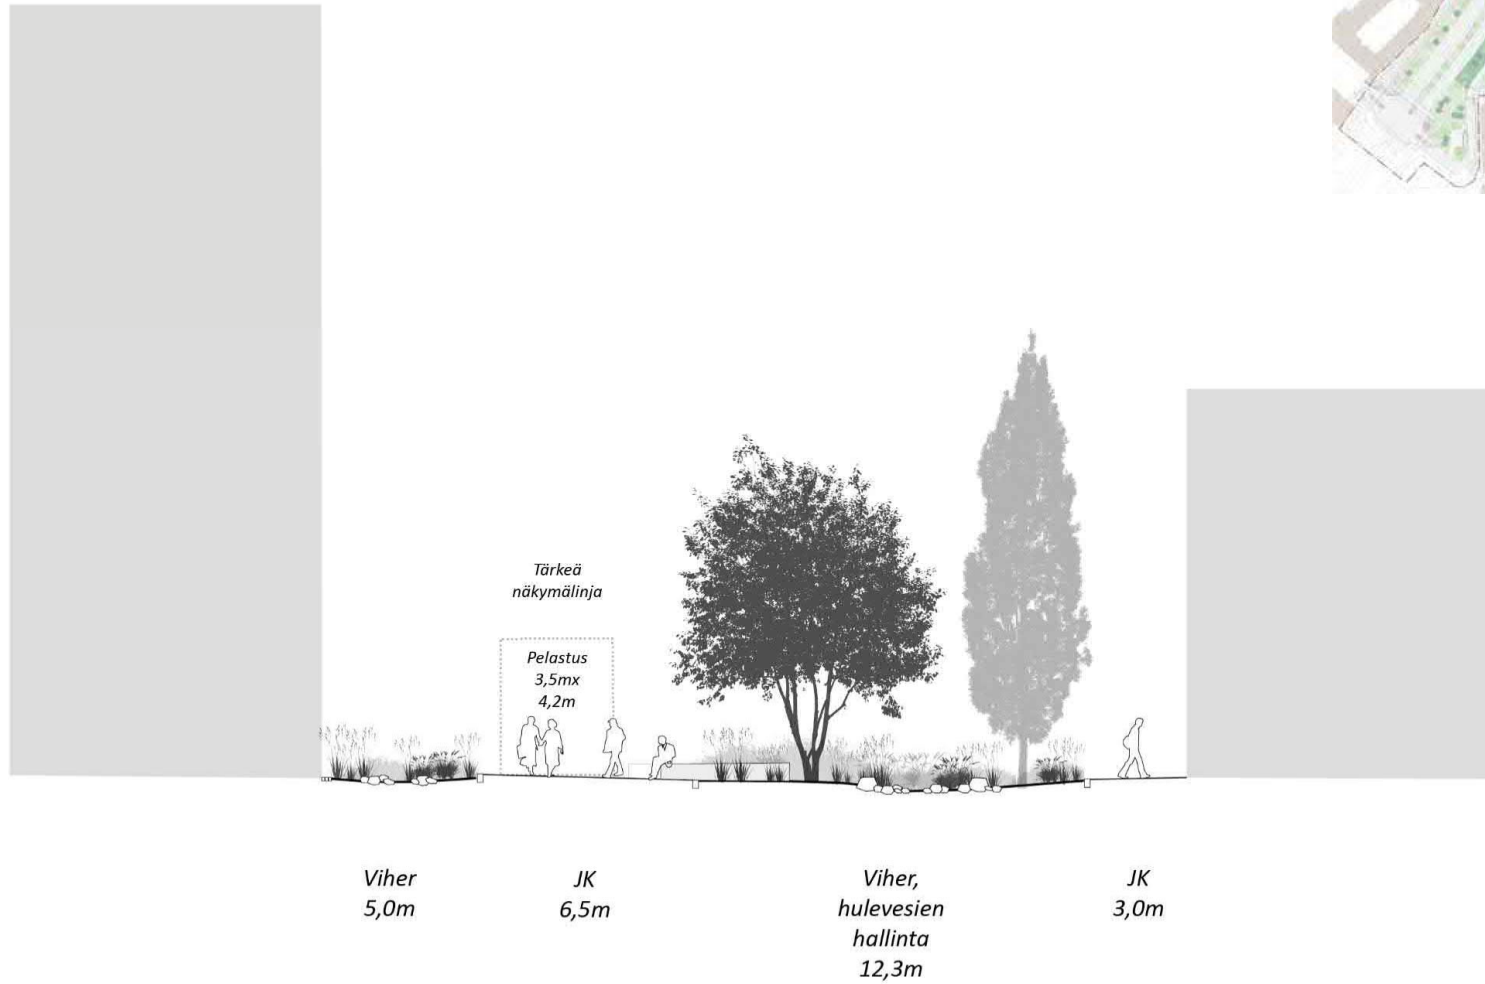 Tärkeä
näkymälinja
Pelastus
3,5mx
4,2m
Viher
5,0m
JK
6,5m
Viher,
hulevesien
hallinta
12,3m
JK
3,0m